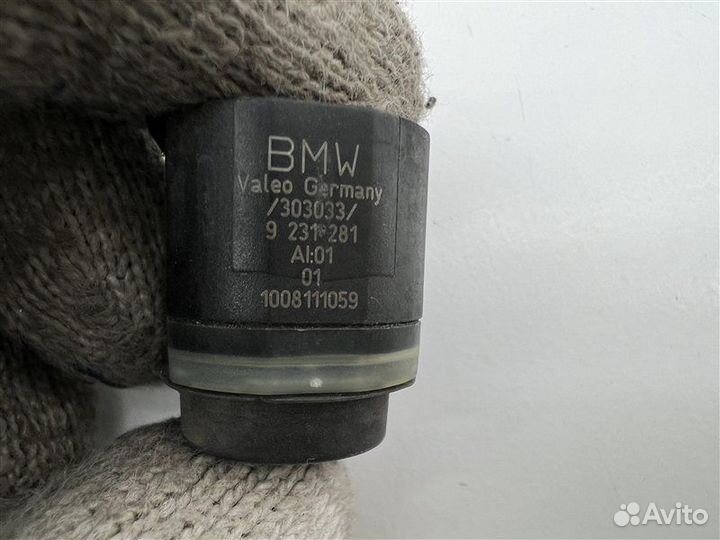 BMW
Valeo Germany
/303033/
9 231 281
AI:01
01
1008111059
Avito